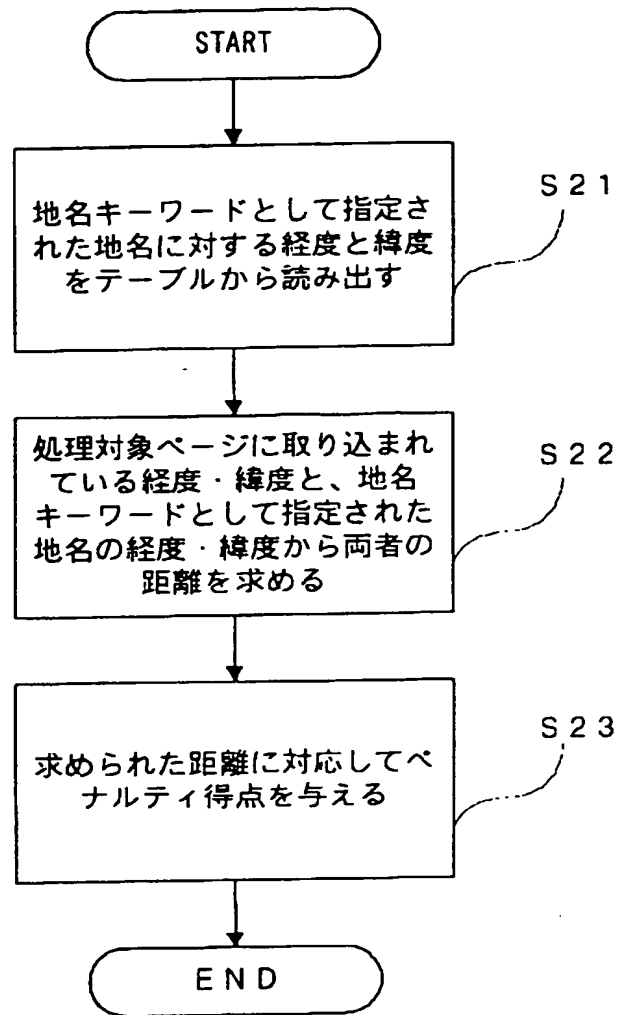 START
地名キーワードとして指定さ
れた地名に対する経度と緯度
をテーブルから読み出す
S21
処理対象ページに取り込まれ
ている経度・緯度と、地名
キーワードとして指定された
地名の経度・緯度から両者の
距離を求める
S22
求められた距離に対応してペ
ナルティ得点を与える
S23
END